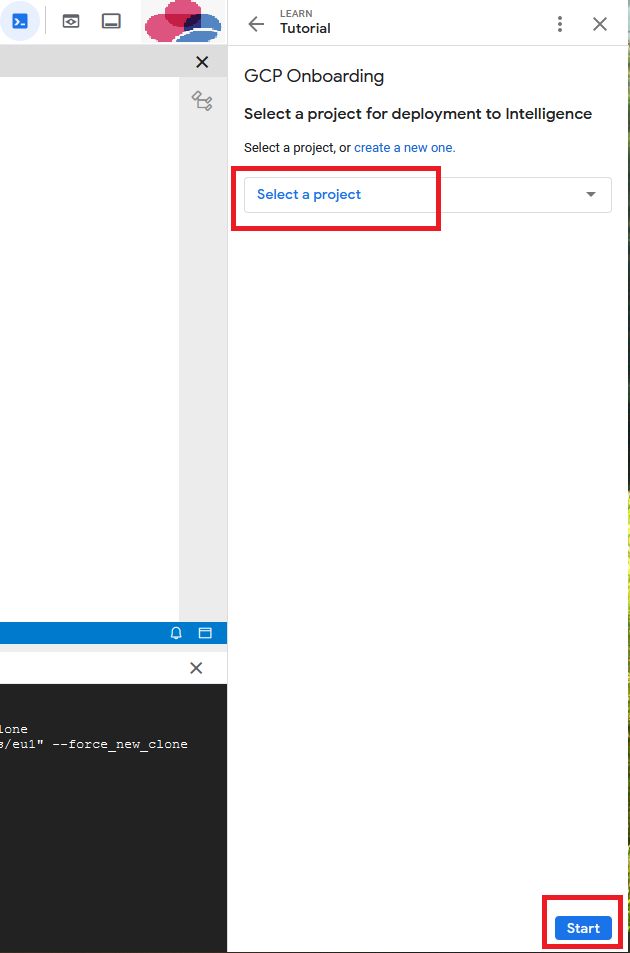 LEARN
Tutorial
GCP Onboarding
Select a project for deployment to Intelligence
Select a project, or create a new one.
Select a project
lone
s/eu1" --force_new_clone
Start